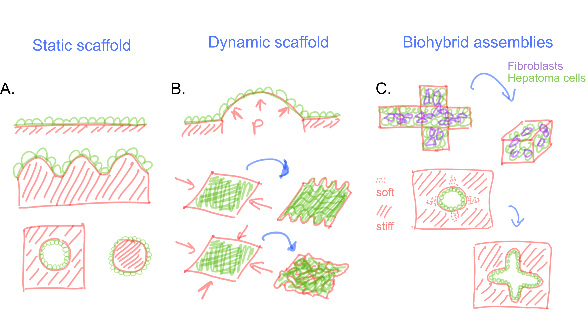 Static scaffold
Dynamic scaffold
Biohybrid assemblies
Fibroblasts
Hepatoma cells
A.
B.
C.
P
soft
stiff